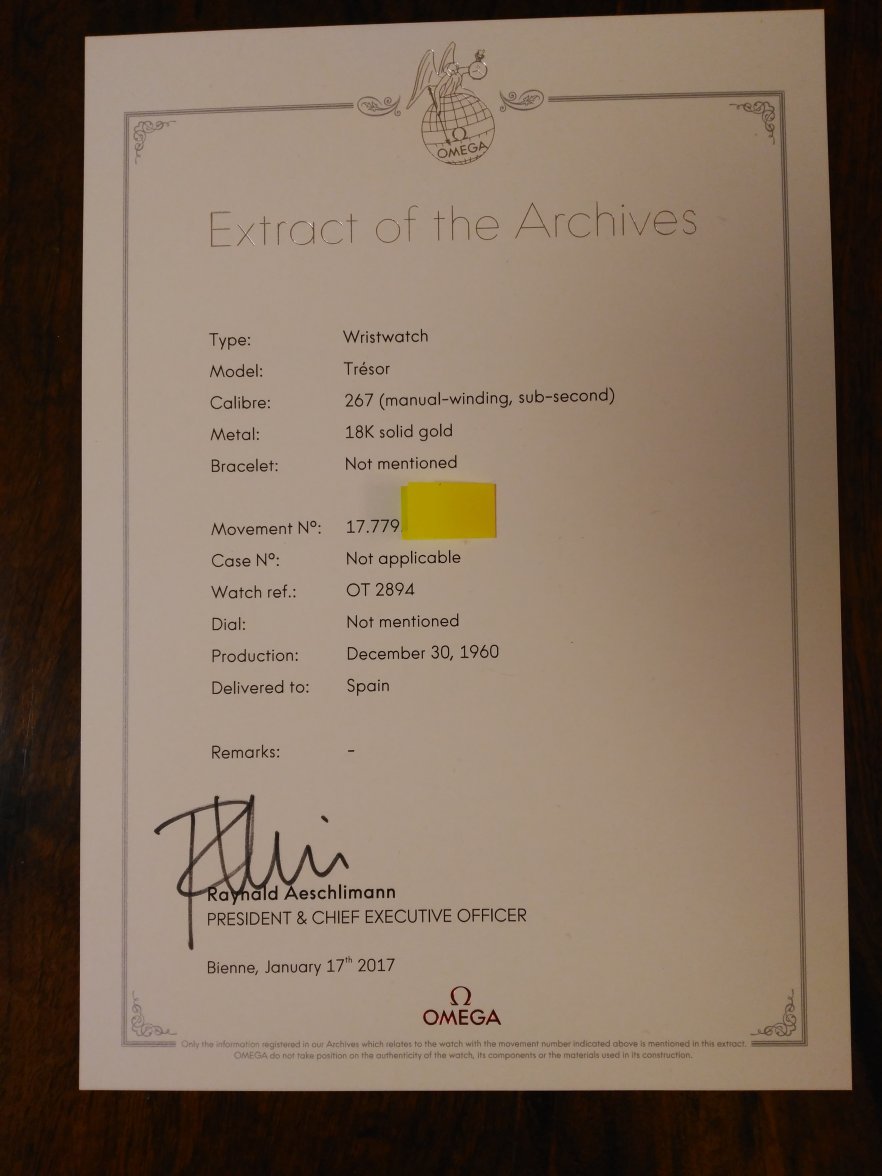 Ω
OMEGA
Extract of the Archives
Type: Wristwatch
Model: Trésor
Calibre: 267 (manual-winding, sub-second)
Metal: 18K solid gold
Bracelet: Not mentioned
Movement Nº: 17.779.
Case Nº: Not applicable
Watch ref.: OT 2894
Dial: Not mentioned
Production: December 30, 1960
Delivered to: Spain
Remarks: -
Raynald Aeschlimann
PRESIDENT & CHIEF EXECUTIVE OFFICER
Bienne, January 17th 2017
Ω
OMEGA
Only the information registered in our Archives which relates to the watch with the movement number indicated above is mentioned in this extract.
OMEGA do not take position on the authenticity of the watch, its components or the materials used in its construction.